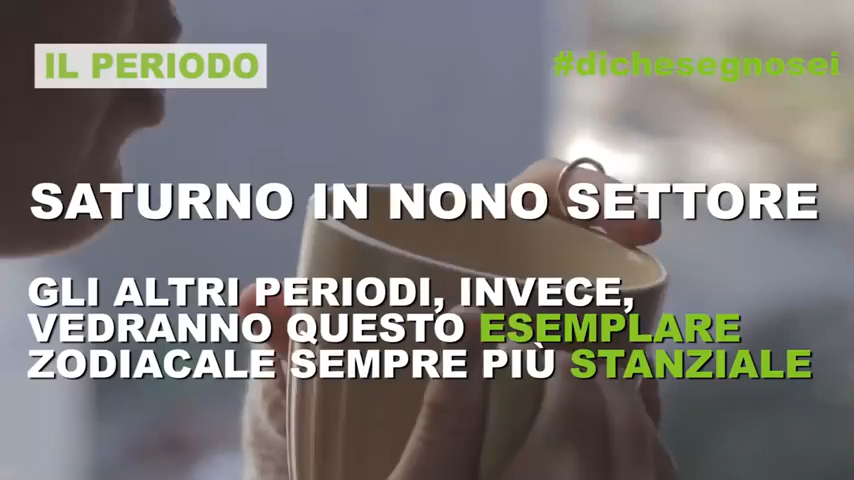 IL PERIODO
#dichesegnosei
SATURNO IN NONO SETTORE
GLI ALTRI PERIODI, INVECE,
VEDRANNO QUESTO ESEMPLARE
ZODIACALE SEMPRE PIÙ STANZIALE